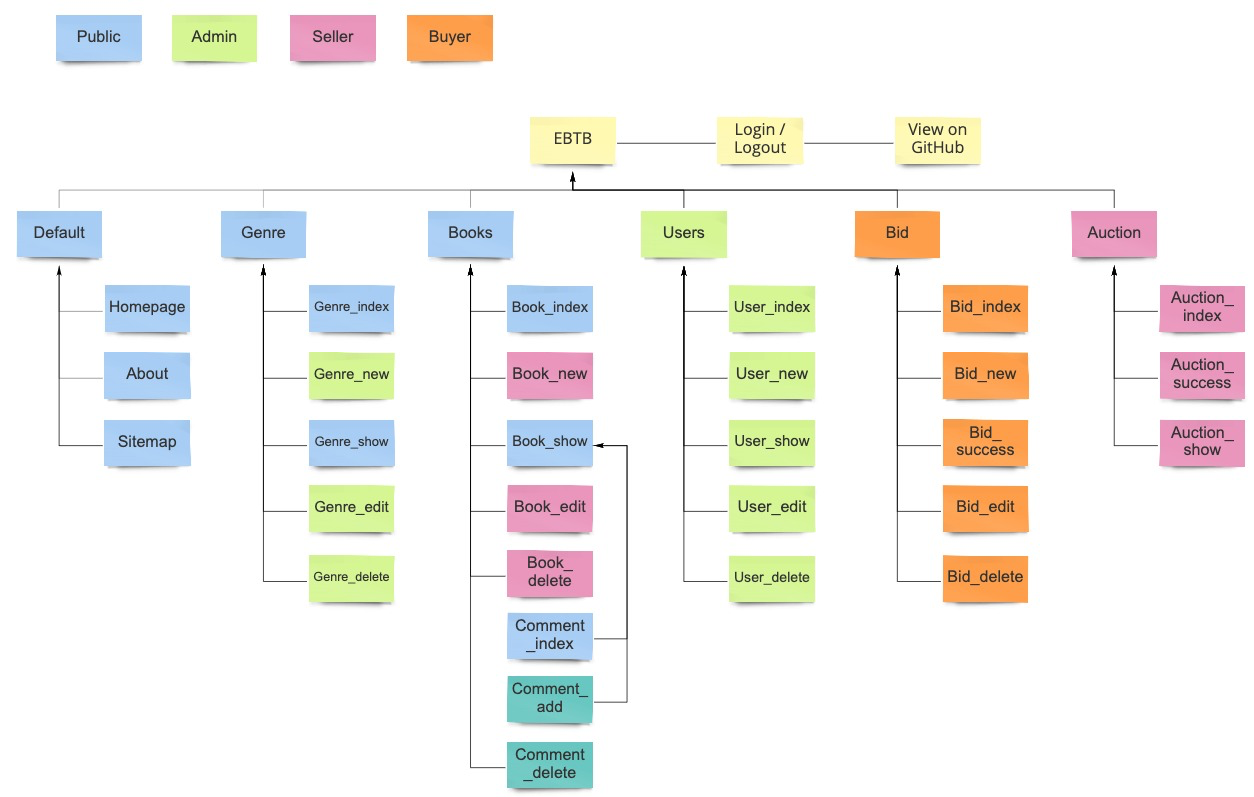 Public
Admin
Seller
Buyer
EBTB
Login /
Logout
View on
GitHub
Default
Genre
Books
Users
Bid
Auction
Homepage
About
Sitemap
Genre_index
Genre_new
Genre_show
Genre_edit
Genre_delete
Book_index
Book_new
Book_show
Book_edit
Book_
delete
Comment
_index
Comment_
add
Comment
_delete
User_index
User_new
User_show
User_edit
User_delete
Bid_index
Bid_new
Bid_
success
Bid_edit
Bid_delete
Auction_
index
Auction_
success
Auction_
show